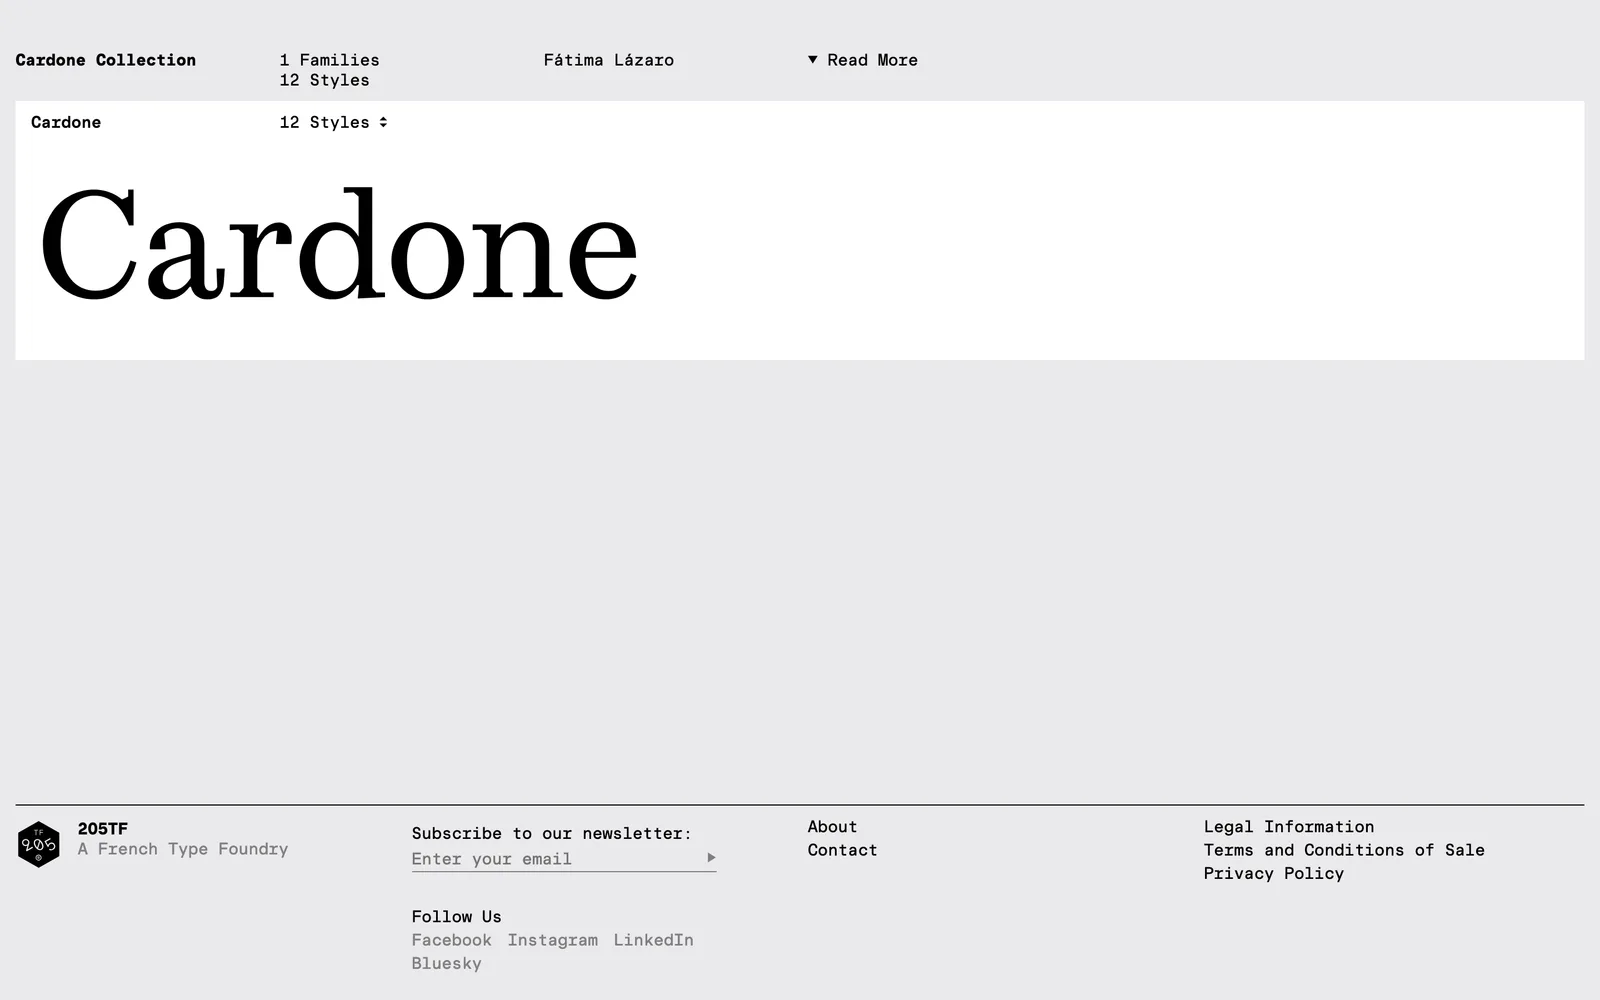 Cardone Collection
1 Families
12 Styles
Fátima Lázaro
▼ Read More
Cardone
12 Styles
Cardone
TF
205
205TF
A French Type Foundry
Subscribe to our newsletter:
Enter your email
Follow Us
Facebook Instagram LinkedIn
Bluesky
About
Contact
Legal Information
Terms and Conditions of Sale
Privacy Policy